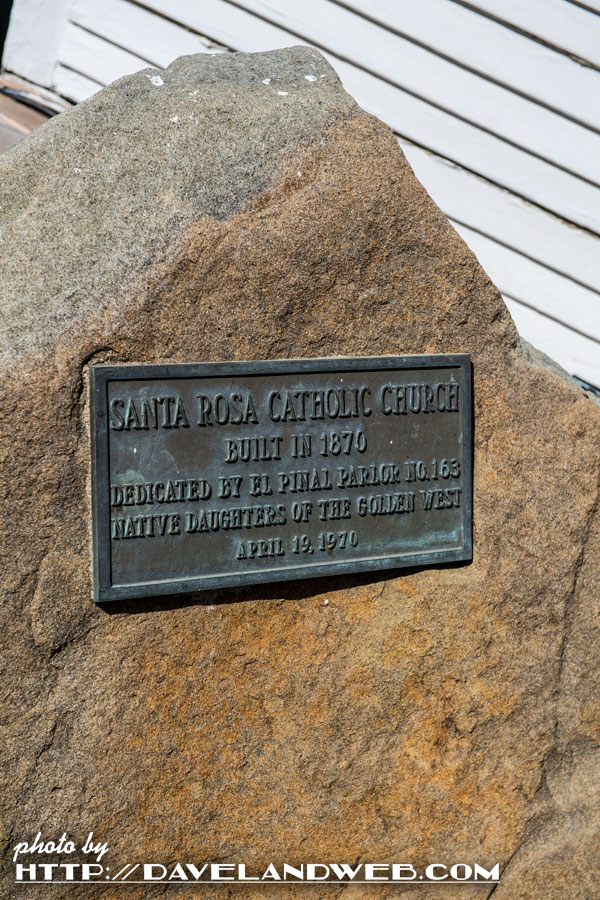 SANTA ROSA CATHOLIC CHURCH
BUILT IN 1870
DEDICATED BY EL PINAL PARLOR NO. 163
NATIVE DAUGHTERS OF THE GOLDEN WEST
APRIL 19, 1970
photo by
HTTP://DAVELANDWEB.COM